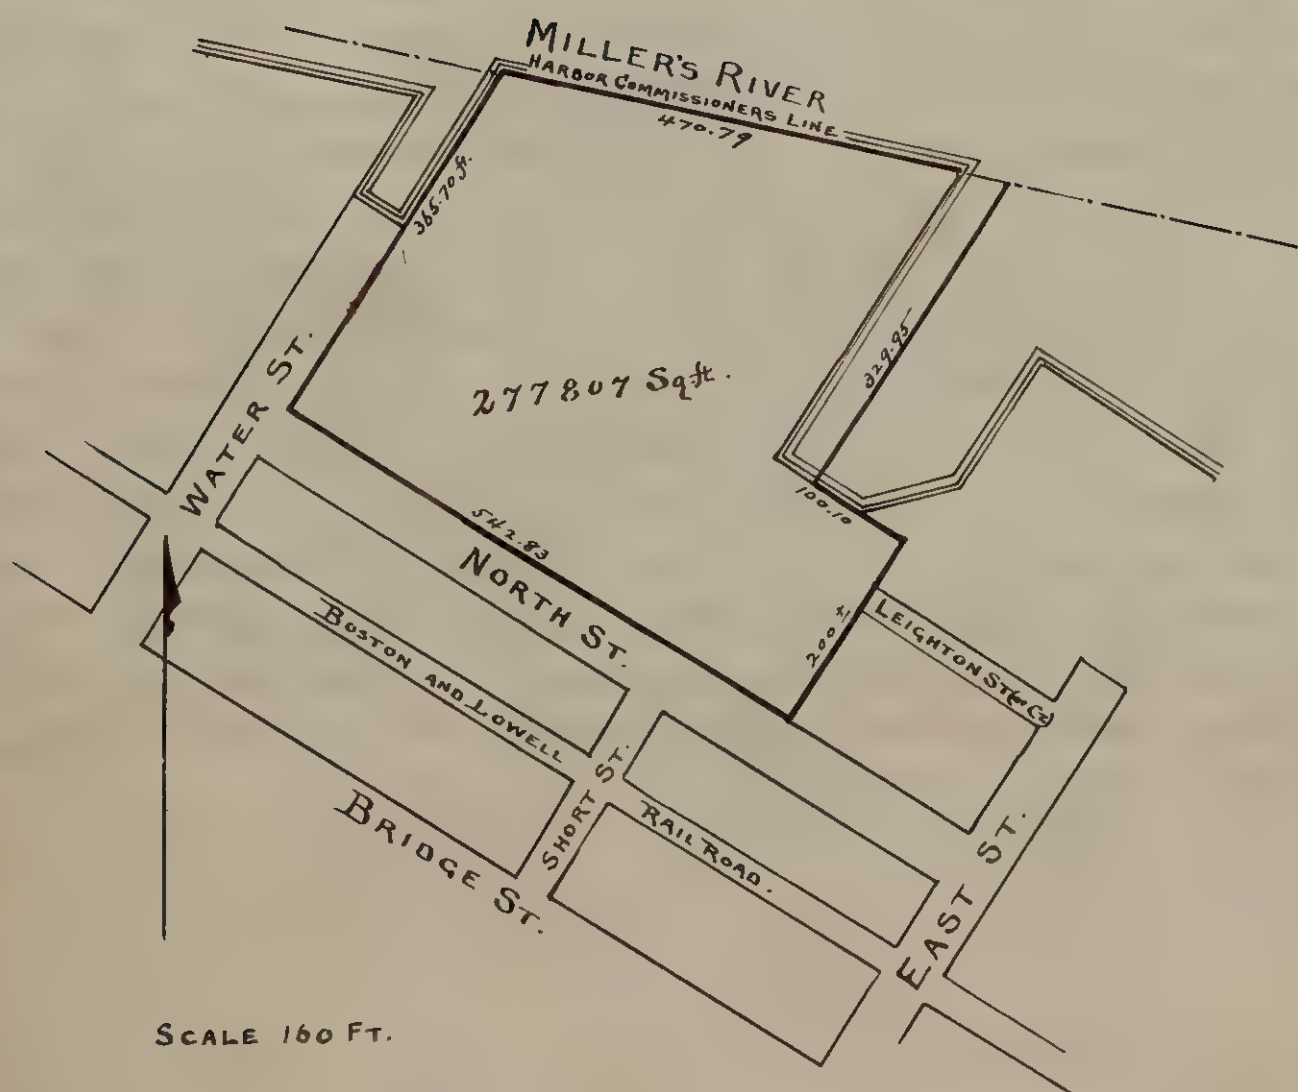 MILLER'S RIVER
HARBOR COMMISSIONERS LINE
470.79
365.70 ft.
WATER ST.
277807 Sq ft.
329.95
100.10
542.83
NORTH ST.
200 ±
LEIGHTON ST
BOSTON AND LOWELL
RAIL ROAD.
SHORT ST.
BRIDGE ST.
EAST ST.
SCALE 160 FT.